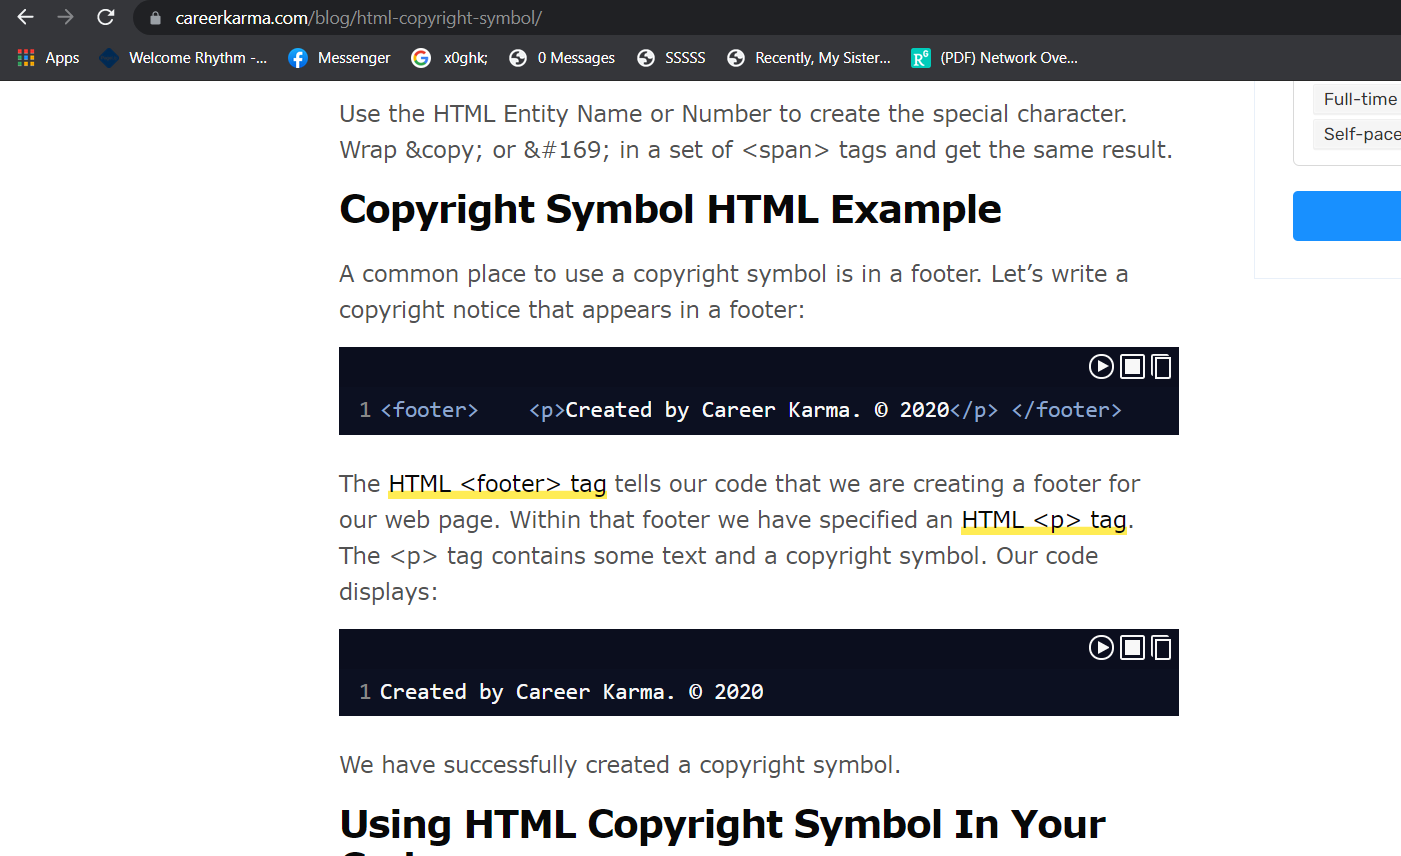 careerkarma.com/blog/html-copyright-symbol/
Apps Welcome Rhythm -... Messenger x0ghk; 0 Messages SSSSS Recently, My Sister... (PDF) Network Ove...
Full-time
Self-pace
Use the HTML Entity Name or Number to create the special character.
Wrap &copy; or &#169; in a set of <span> tags and get the same result.
Copyright Symbol HTML Example
A common place to use a copyright symbol is in a footer. Let’s write a
copyright notice that appears in a footer:
1 <footer>    <p>Created by Career Karma. © 2020</p> </footer>
The HTML <footer> tag tells our code that we are creating a footer for
our web page. Within that footer we have specified an HTML <p> tag.
The <p> tag contains some text and a copyright symbol. Our code
displays:
1 Created by Career Karma. © 2020
We have successfully created a copyright symbol.
Using HTML Copyright Symbol In Your